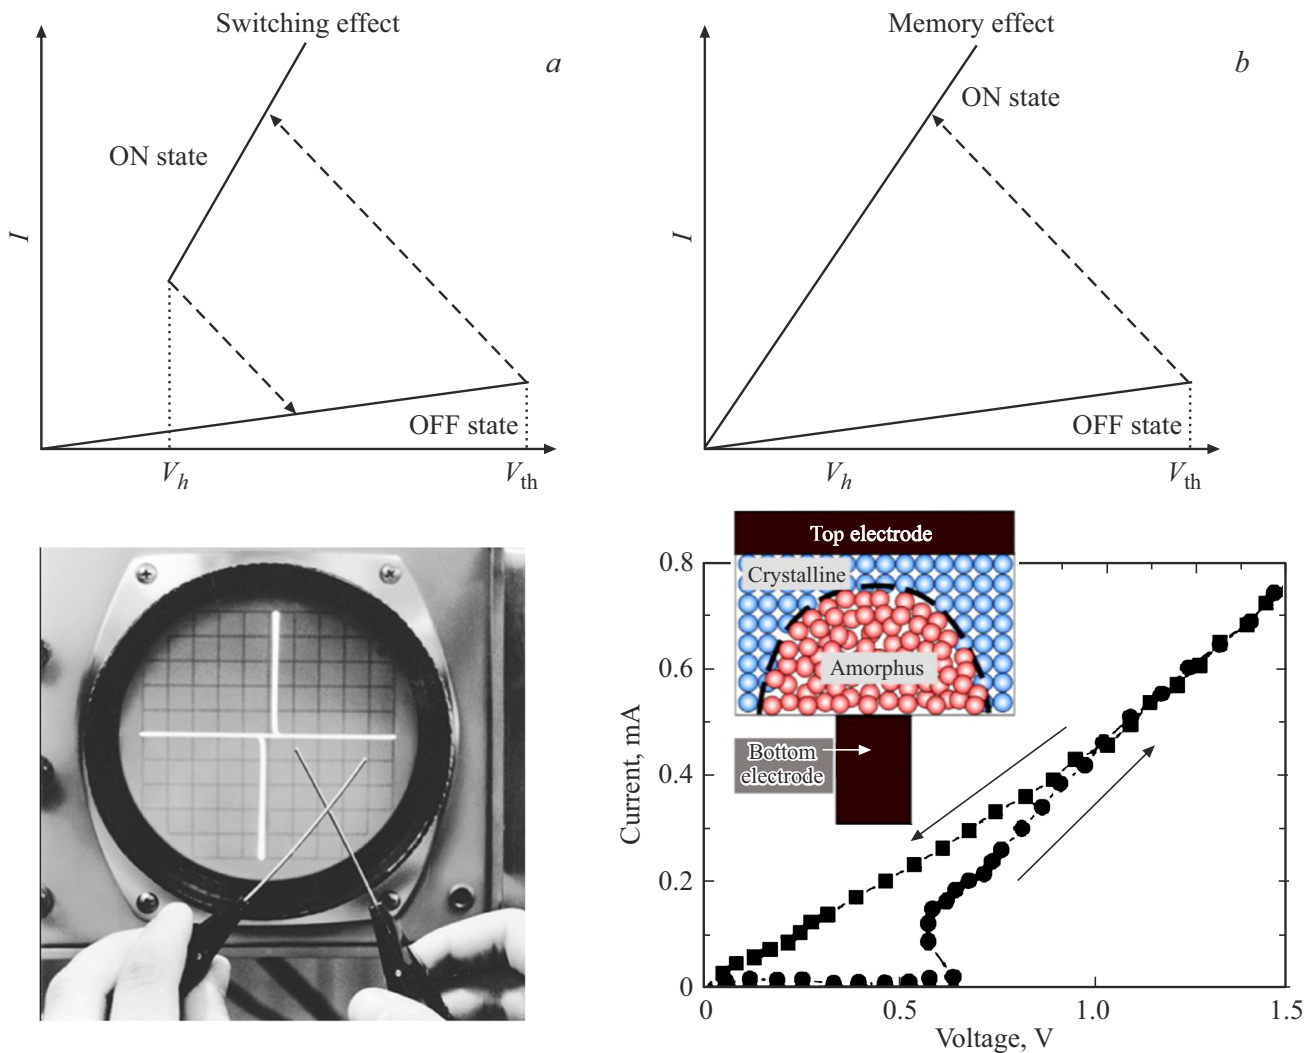 Switching effect
a
ON state
I
OFF state
V_h
V_th
Memory effect
b
ON state
I
OFF state
V_h
V_th
Top electrode
Crystalline
Amorphus
Bottom
electrode
Current, mA
0.8
0.6
0.4
0.2
0
0
0.5
1.0
1.5
Voltage, V